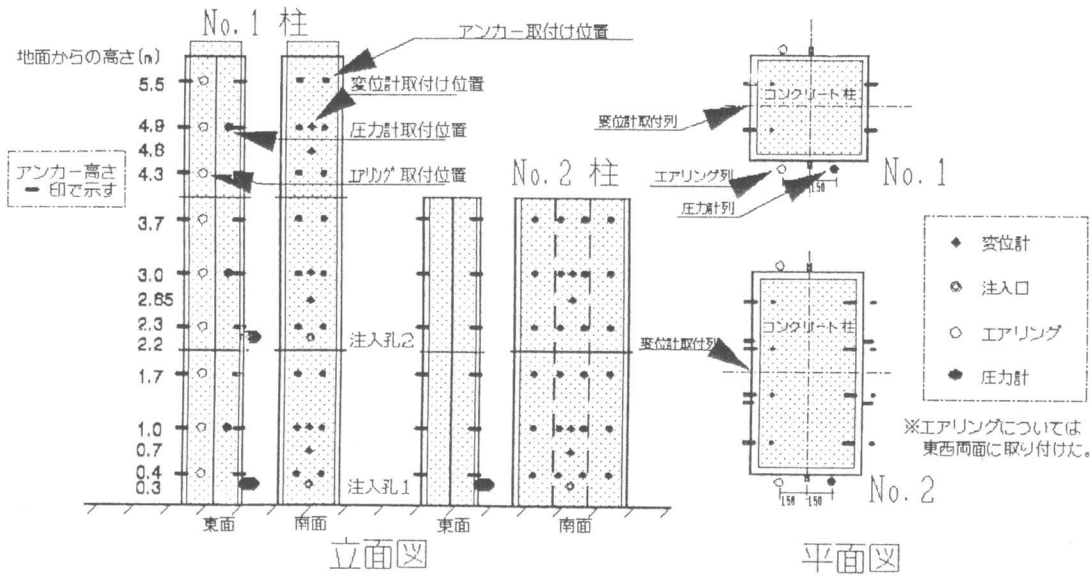 No.1 柱
地面からの高さ(m)
5.5
4.9
4.6
4.3
3.7
3.0
2.65
2.3
2.2
1.7
1.0
0.7
0.4
0.3
アンカー高さ
━ 印で示す
アンカー取付け位置
変位計取付け位置
圧力計取付位置
エアリング取付位置
No.2 柱
注入孔2
注入孔1
東面
南面
東面
南面
立面図
コンクリート柱
変位計取付列
エアリング列
150
圧力計列
No.1
コンクリート柱
変位計取付列
150
150
No.2
平面図
◆ 変位計
◎ 注入口
○ エアリング
● 圧力計
※エアリングについては
東西両面に取り付けた。